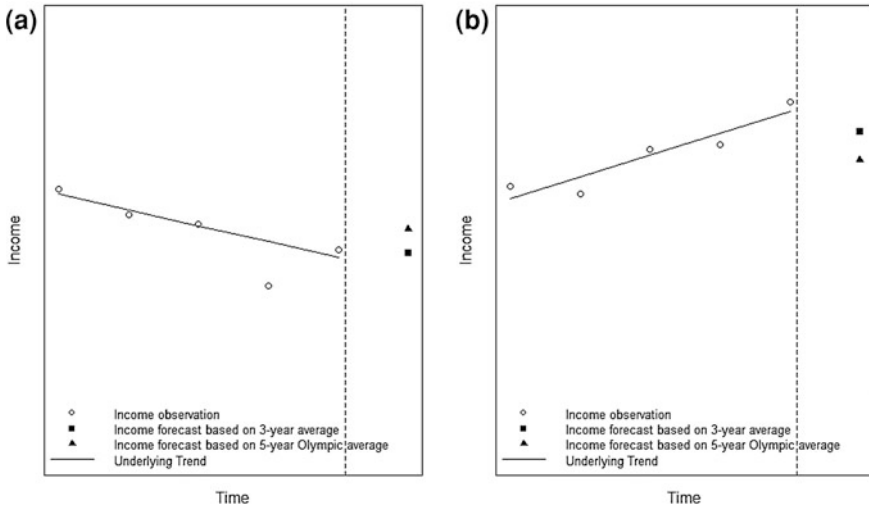 (a)
Income
Income observation
Income forecast based on 3-year average
Income forecast based on 5-year Olympic average
Underlying Trend
Time
(b)
Income
Income observation
Income forecast based on 3-year average
Income forecast based on 5-year Olympic average
Underlying Trend
Time